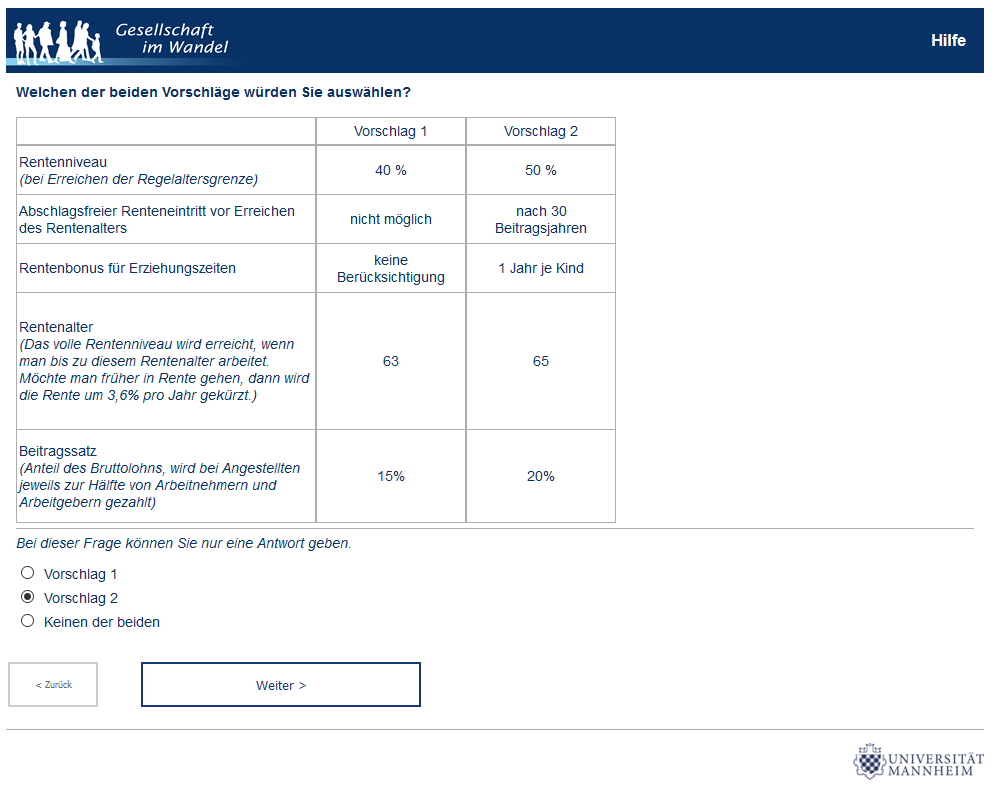 Gesellschaft
im Wandel
Hilfe
Welchen der beiden Vorschläge würden Sie auswählen?
Vorschlag 1
Vorschlag 2
Rentenniveau
(bei Erreichen der Regelaltersgrenze)
40 %
50 %
Abschlagsfreier Renteneintritt vor Erreichen
des Rentenalters
nicht möglich
nach 30
Beitragsjahren
Rentenbonus für Erziehungszeiten
keine
Berücksichtigung
1 Jahr je Kind
Rentenalter
(Das volle Rentenniveau wird erreicht, wenn
man bis zu diesem Rentenalter arbeitet.
Möchte man früher in Rente gehen, dann wird
die Rente um 3,6% pro Jahr gekürzt.)
63
65
Beitragssatz
(Anteil des Bruttolohns, wird bei Angestellten
jeweils zur Hälfte von Arbeitnehmern und
Arbeitgebern gezahlt)
15%
20%
Bei dieser Frage können Sie nur eine Antwort geben.
Vorschlag 1
Vorschlag 2
Keinen der beiden
< Zurück
Weiter >
UNIVERSITÄT
MANNHEIM